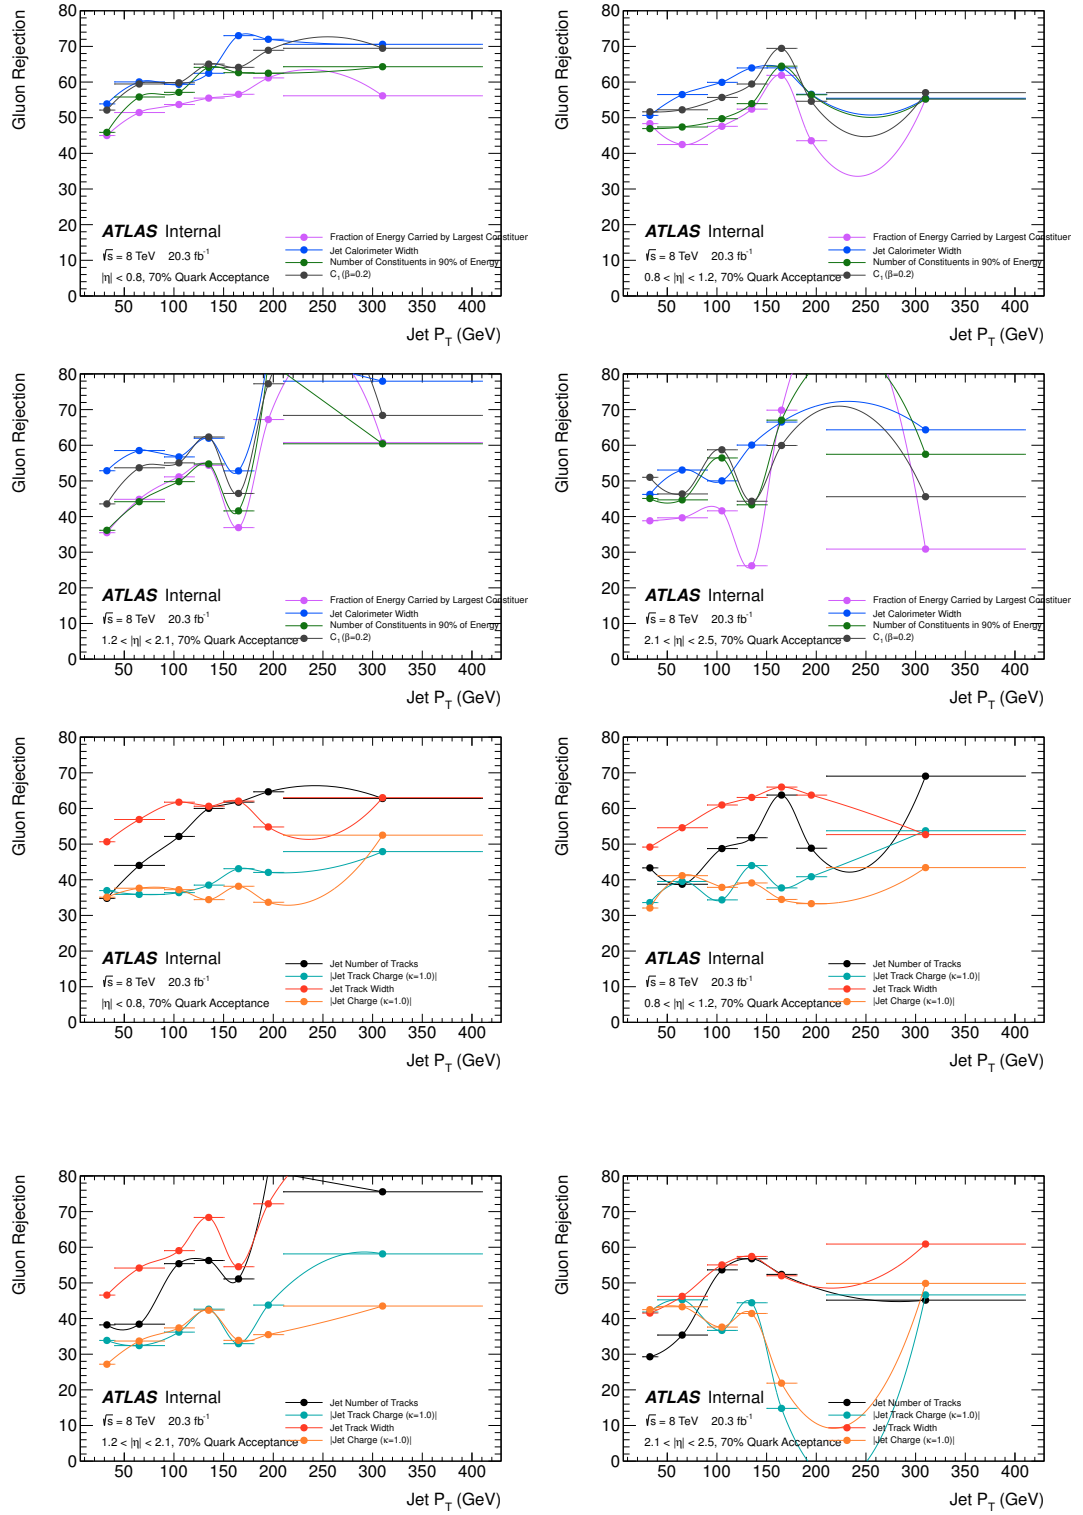 Gluon Rejection
80
70
60
50
40
30
20
10
0
ATLAS Internal
√s = 8 TeV 20.3 fb-1
|η| < 0.8, 70% Quark Acceptance
Fraction of Energy Carried by Largest Constituer
Jet Calorimeter Width
Number of Constituents in 90% of Energy
C1 (β=0.2)
50 100 150 200 250 300 350 400
Jet PT (GeV)
Gluon Rejection
80
70
60
50
40
30
20
10
0
ATLAS Internal
√s = 8 TeV 20.3 fb-1
0.8 < |η| < 1.2, 70% Quark Acceptance
Fraction of Energy Carried by Largest Constituer
Jet Calorimeter Width
Number of Constituents in 90% of Energy
C1 (β=0.2)
50 100 150 200 250 300 350 400
Jet PT (GeV)
Gluon Rejection
80
70
60
50
40
30
20
10
0
ATLAS Internal
√s = 8 TeV 20.3 fb-1
1.2 < |η| < 2.1, 70% Quark Acceptance
Fraction of Energy Carried by Largest Constituer
Jet Calorimeter Width
Number of Constituents in 90% of Energy
C1 (β=0.2)
50 100 150 200 250 300 350 400
Jet PT (GeV)
Gluon Rejection
80
70
60
50
40
30
20
10
0
ATLAS Internal
√s = 8 TeV 20.3 fb-1
2.1 < |η| < 2.5, 70% Quark Acceptance
Fraction of Energy Carried by Largest Constituer
Jet Calorimeter Width
Number of Constituents in 90% of Energy
C1 (β=0.2)
50 100 150 200 250 300 350 400
Jet PT (GeV)
Gluon Rejection
80
70
60
50
40
30
20
10
0
ATLAS Internal
√s = 8 TeV 20.3 fb-1
|η| < 0.8, 70% Quark Acceptance
Jet Number of Tracks
|Jet Track Charge (κ=1.0)|
Jet Track Width
|Jet Charge (κ=1.0)|
50 100 150 200 250 300 350 400
Jet PT (GeV)
Gluon Rejection
80
70
60
50
40
30
20
10
0
ATLAS Internal
√s = 8 TeV 20.3 fb-1
0.8 < |η| < 1.2, 70% Quark Acceptance
Jet Number of Tracks
|Jet Track Charge (κ=1.0)|
Jet Track Width
|Jet Charge (κ=1.0)|
50 100 150 200 250 300 350 400
Jet PT (GeV)
Gluon Rejection
80
70
60
50
40
30
20
10
0
ATLAS Internal
√s = 8 TeV 20.3 fb-1
1.2 < |η| < 2.1, 70% Quark Acceptance
Jet Number of Tracks
|Jet Track Charge (κ=1.0)|
Jet Track Width
|Jet Charge (κ=1.0)|
50 100 150 200 250 300 350 400
Jet PT (GeV)
Gluon Rejection
80
70
60
50
40
30
20
10
0
ATLAS Internal
√s = 8 TeV 20.3 fb-1
2.1 < |η| < 2.5, 70% Quark Acceptance
Jet Number of Tracks
|Jet Track Charge (κ=1.0)|
Jet Track Width
|Jet Charge (κ=1.0)|
50 100 150 200 250 300 350 400
Jet PT (GeV)